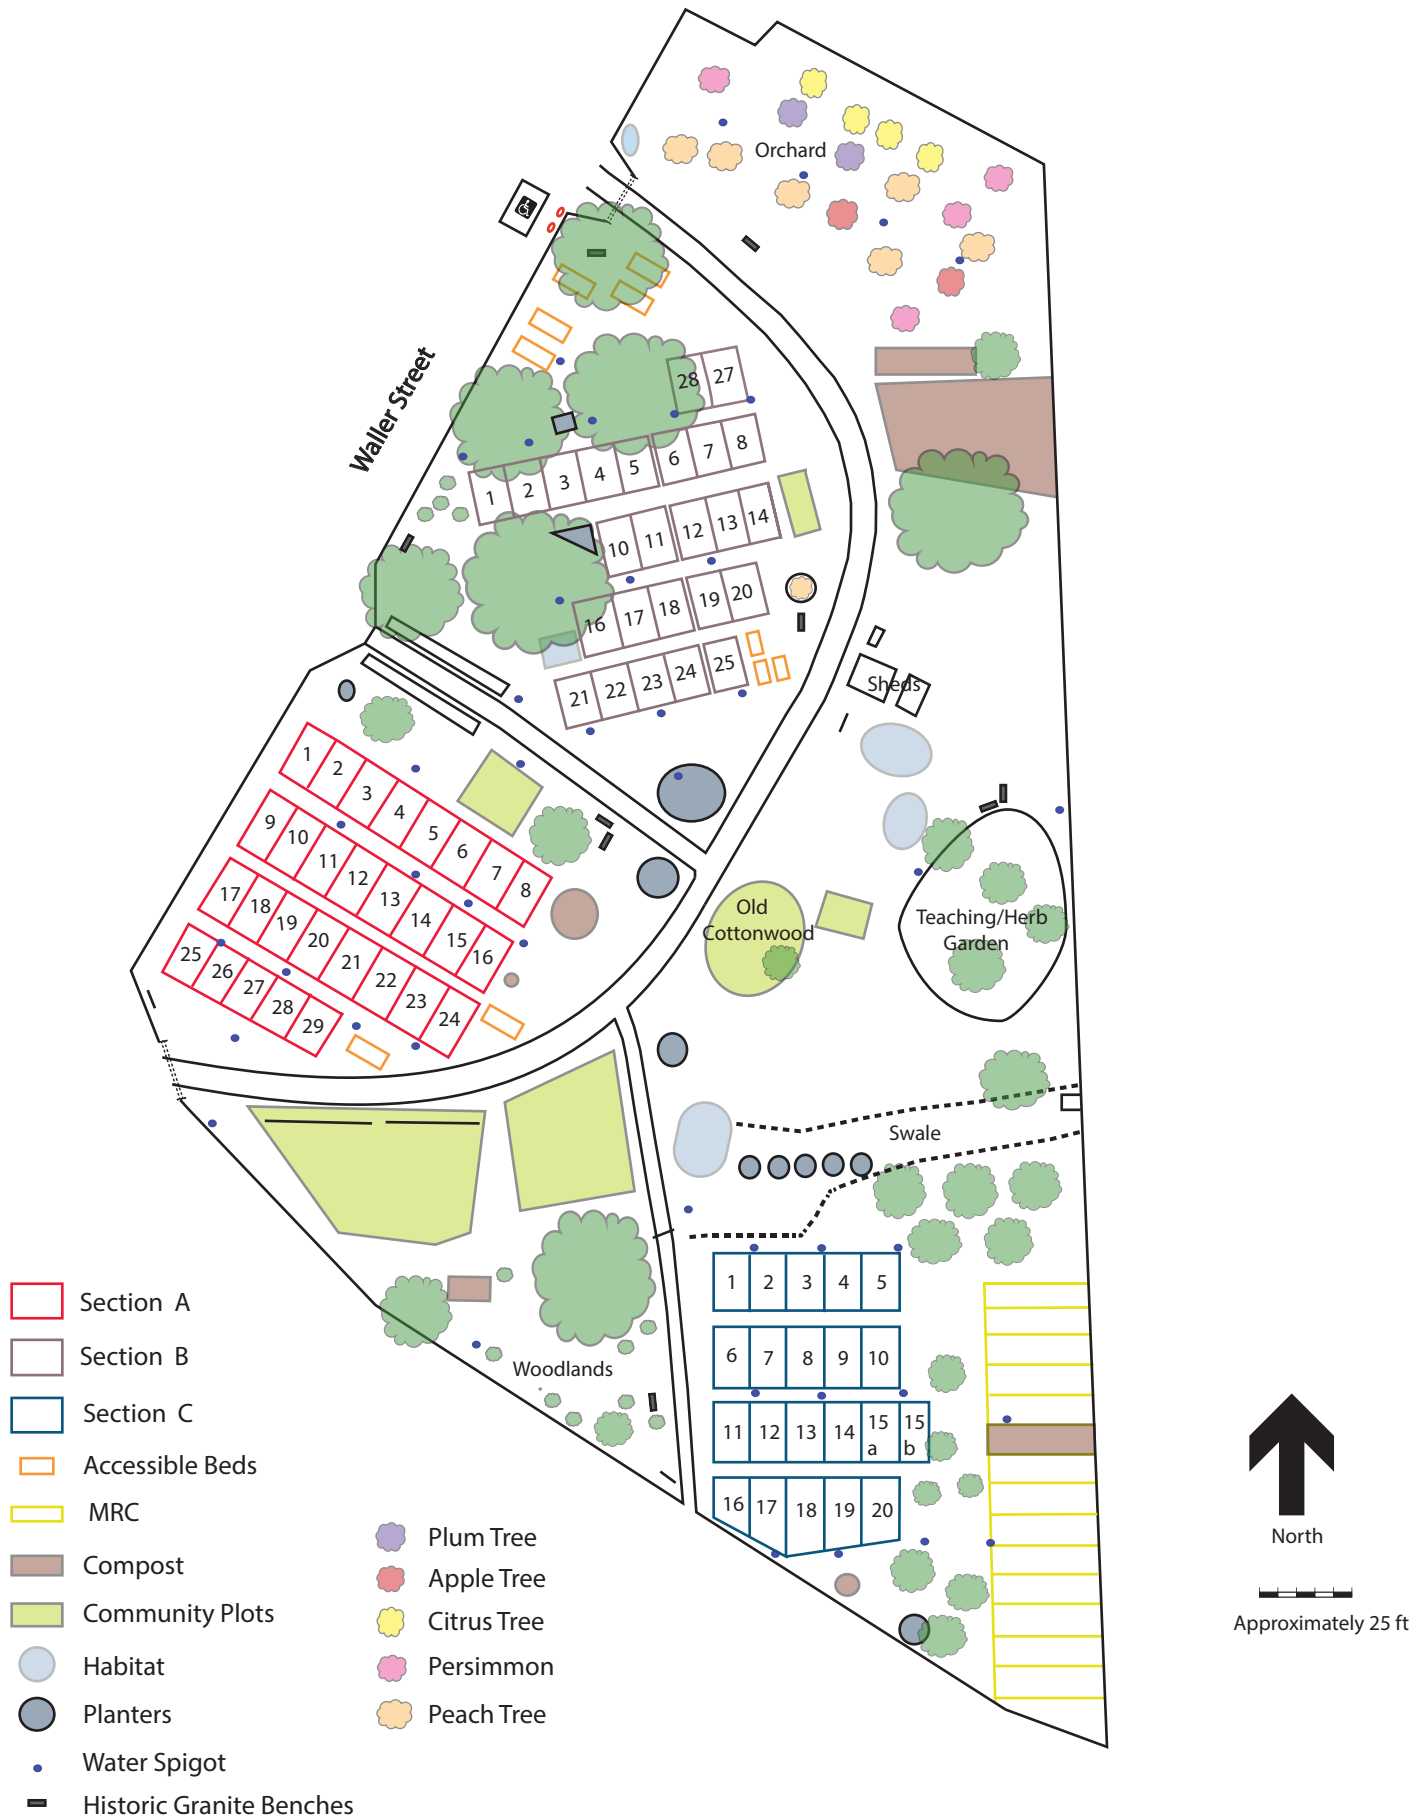 Orchard
Waller Street
28 27
1 2 3 4 5 6 7 8
10 11 12 13 14
16 17 18 19 20
21 22 23 24 25
Sheds
1 2 3 4 5 6 7 8
9 10 11 12 13 14 15 16
17 18 19 20 21 22 23 24
25 26 27 28 29
Old
Cottonwood
Teaching/Herb
Garden
Swale
1 2 3 4 5
6 7 8 9 10
11 12 13 14 15 a 15 b
16 17 18 19 20
Woodlands
Section A
Section B
Section C
Accessible Beds
MRC
Compost
Community Plots
Habitat
Planters
Water Spigot
Historic Granite Benches
Plum Tree
Apple Tree
Citrus Tree
Persimmon
Peach Tree
North
Approximately 25 ft